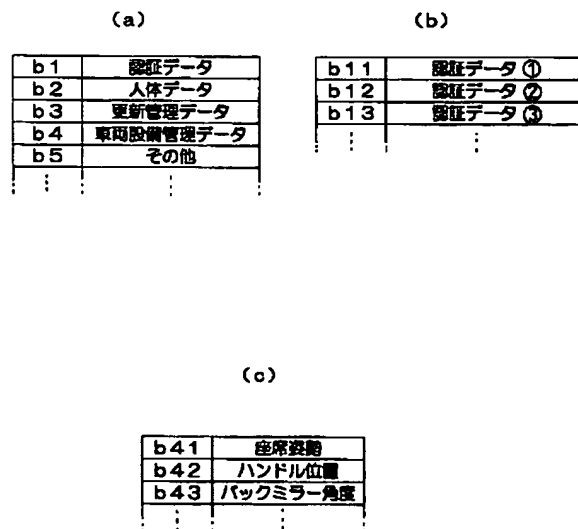 (a)
b1 認証データ
b2 人体データ
b3 更新管理データ
b4 車両設備管理データ
b5 その他
(b)
b11 認証データ①
b12 認証データ②
b13 認証データ③
(c)
b41 座席姿勢
b42 ハンドル位置
b43 バックミラー角度